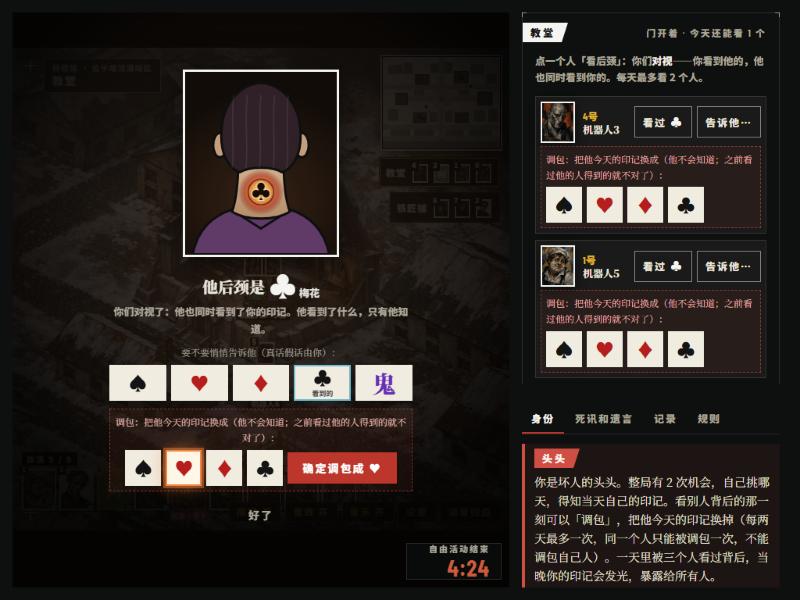 他后颈是 ♣ 梅花
你们对视了：他也同时看到了你的印记。他看到了什么，只有他知
道。
要不要悄悄告诉他（真话假话由你）：
看到的
鬼
调包：把他今天的印记换成（他不会知道；之前看过他的人得到的就不
对了）：
确定调包成 ♥
好了
自由活动结束
4:24
教堂
门开着 · 今天还能看 1 个
点一个人「看后颈」：你们对视——你看到他的，他
也同时看到你的。每天最多看 2 个人。
4号
机器人3
看过 ♣
告诉他…
调包：把他今天的印记换成（他不会知道；之前看
过他的人得到的就不对了）：
1号
机器人5
看过 ♣
告诉他…
调包：把他今天的印记换成（他不会知道；之前看
过他的人得到的就不对了）：
身份
死讯和遗言
记录
规则
头头
你是坏人的头头。整局有 2 次机会，自己挑哪
天，得知当天自己的印记。看别人背后的那一
刻可以「调包」，把他今天的印记换掉（每两
天最多一次，同一个人只能被调包一次，不能
调包自己人）。一天里被三个人看过背后，当
晚你的印记会发光，暴露给所有人。